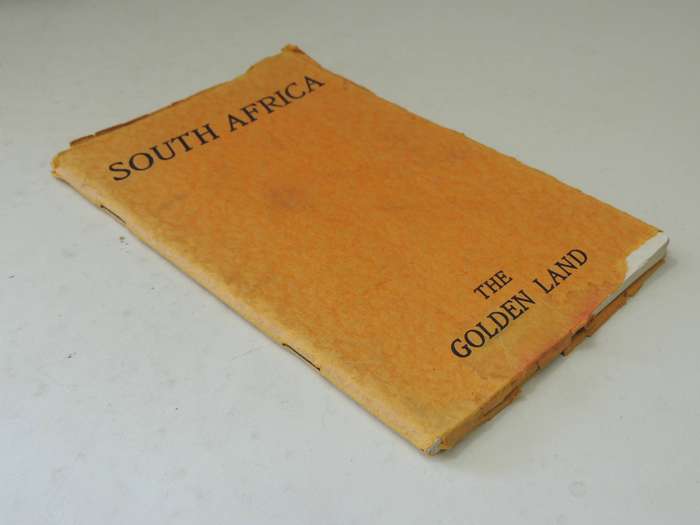 SOUTH AFRICA
THE
GOLDEN LAND